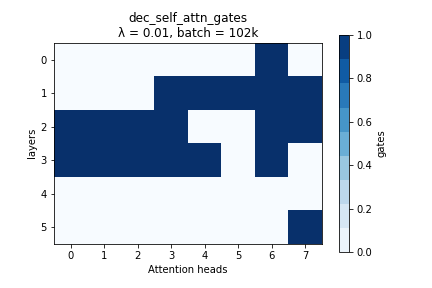 dec_self_attn_gates
λ = 0.01, batch = 102k
layers
0
1
2
3
4
5
0 1 2 3 4 5 6 7
Attention heads
1.0
0.8
0.6
0.4
0.2
0.0
gates